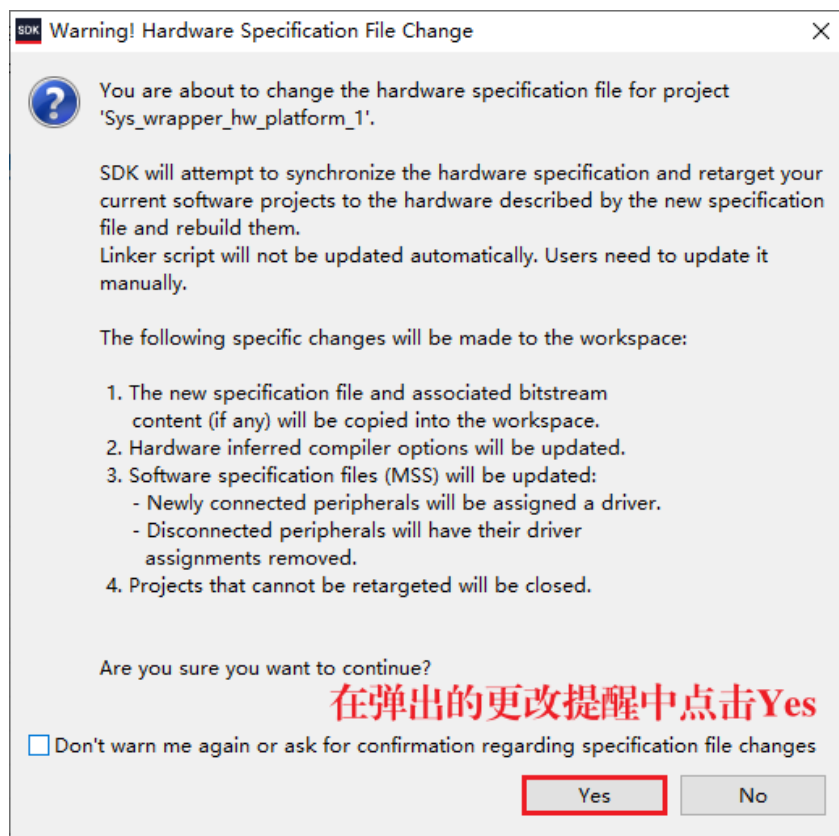 SDK Warning! Hardware Specification File Change
You are about to change the hardware specification file for project
'Sys_wrapper_hw_platform_1'.
SDK will attempt to synchronize the hardware specification and retarget your
current software projects to the hardware described by the new specification
file and rebuild them.
Linker script will not be updated automatically. Users need to update it
manually.
The following specific changes will be made to the workspace:
1. The new specification file and associated bitstream
content (if any) will be copied into the workspace.
2. Hardware inferred compiler options will be updated.
3. Software specification files (MSS) will be updated:
- Newly connected peripherals will be assigned a driver.
- Disconnected peripherals will have their driver
assignments removed.
4. Projects that cannot be retargeted will be closed.
Are you sure you want to continue?
在弹出的更改提醒中点击Yes
Don't warn me again or ask for confirmation regarding specification file changes
Yes No